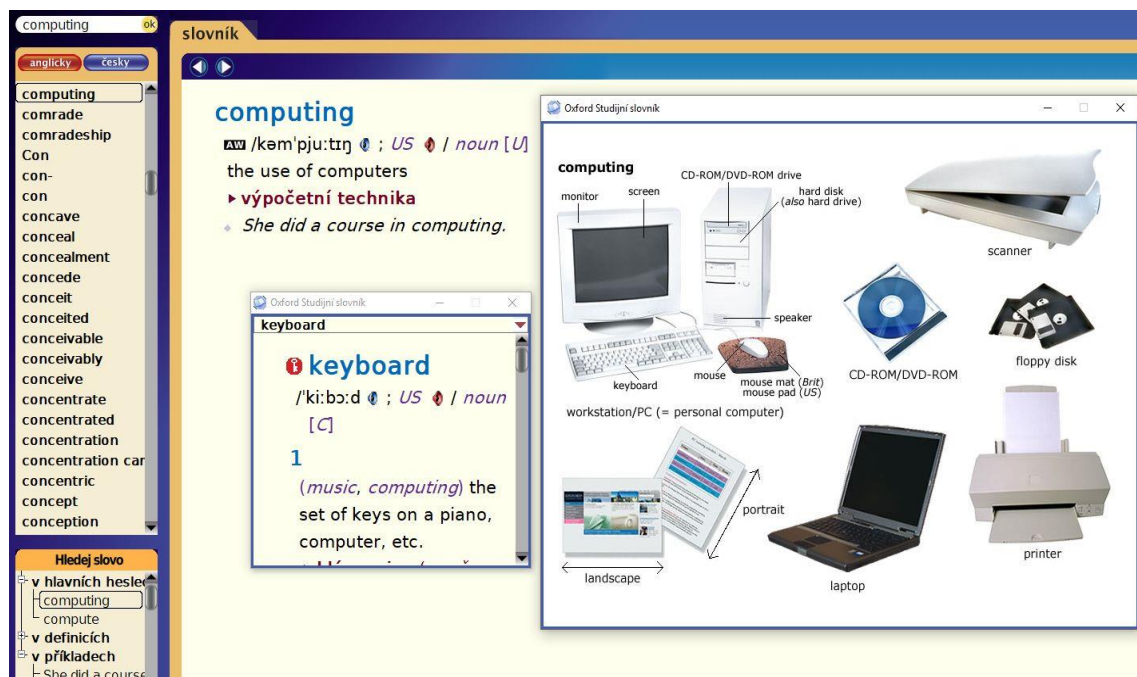 computing
ok
slovník
anglicky
česky
computing
comrade
comradeship
Con
con-
con
concave
conceal
concealment
concede
conceit
conceited
conceivable
conceivably
conceive
concentrate
concentrated
concentration
concentration car
concentric
concept
conception
Hledej slovo
v hlavních hesle
computing
compute
v definicích
v příkladech
She did a course
computing
AW /kəmˈpjuːtɪŋ ; US / noun [U]
the use of computers
výpočetní technika
She did a course in computing.
Oxford Studijní slovník
keyboard
keyboard
/ˈkiːbɔːd ; US / noun
[C]
1
(music, computing) the
set of keys on a piano,
computer, etc.
Oxford Studijní slovník
computing
monitor
screen
CD-ROM/DVD-ROM drive
hard disk
(also hard drive)
speaker
keyboard
mouse
mouse mat (Brit)
mouse pad (US)
workstation/PC (= personal computer)
scanner
CD-ROM/DVD-ROM
floppy disk
portrait
landscape
laptop
printer